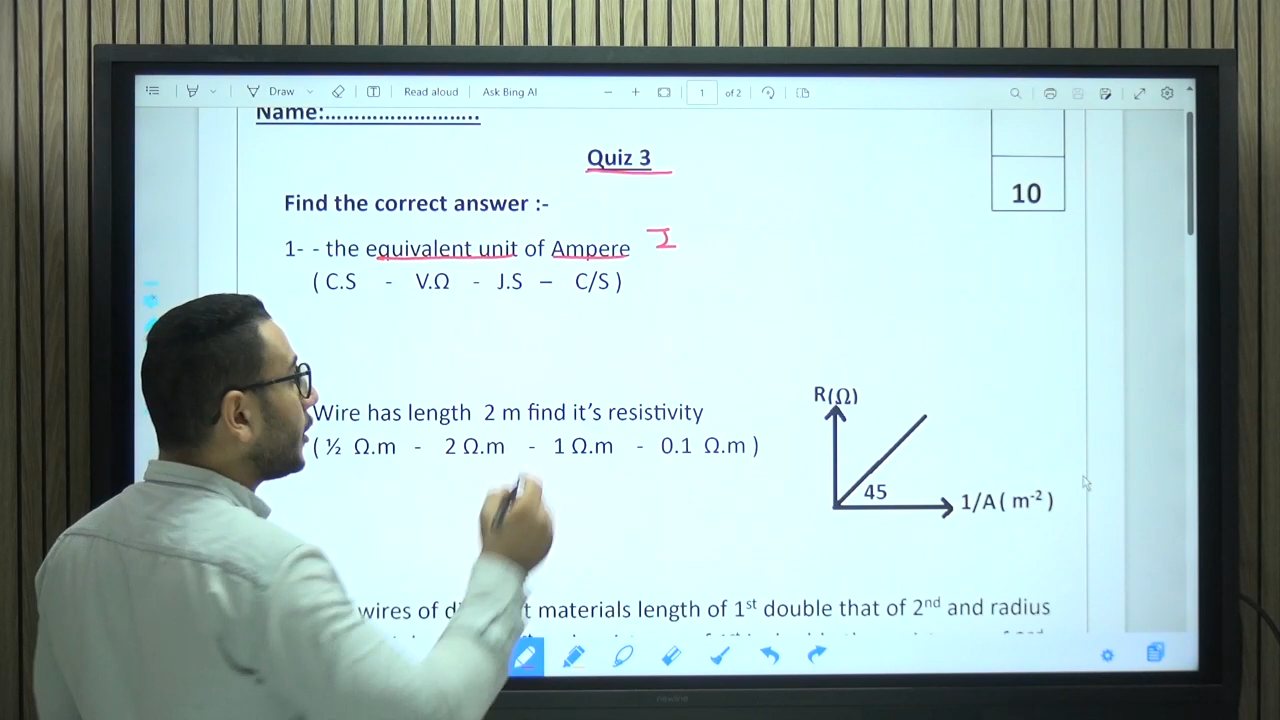 Draw
Read aloud
Ask Bing AI
1
of 2
Name:..........................
10
Quiz 3
Find the correct answer :-
1- - the equivalent unit of Ampere I
( C.S - V.Ω - J.S – C/S )
Wire has length 2 m find it’s resistivity
( ½ Ω.m - 2 Ω.m - 1 Ω.m - 0.1 Ω.m )
R(Ω)
45
1/A ( m⁻² )
wires of materials length of 1ˢᵗ double that of 2ⁿᵈ and radius
newline